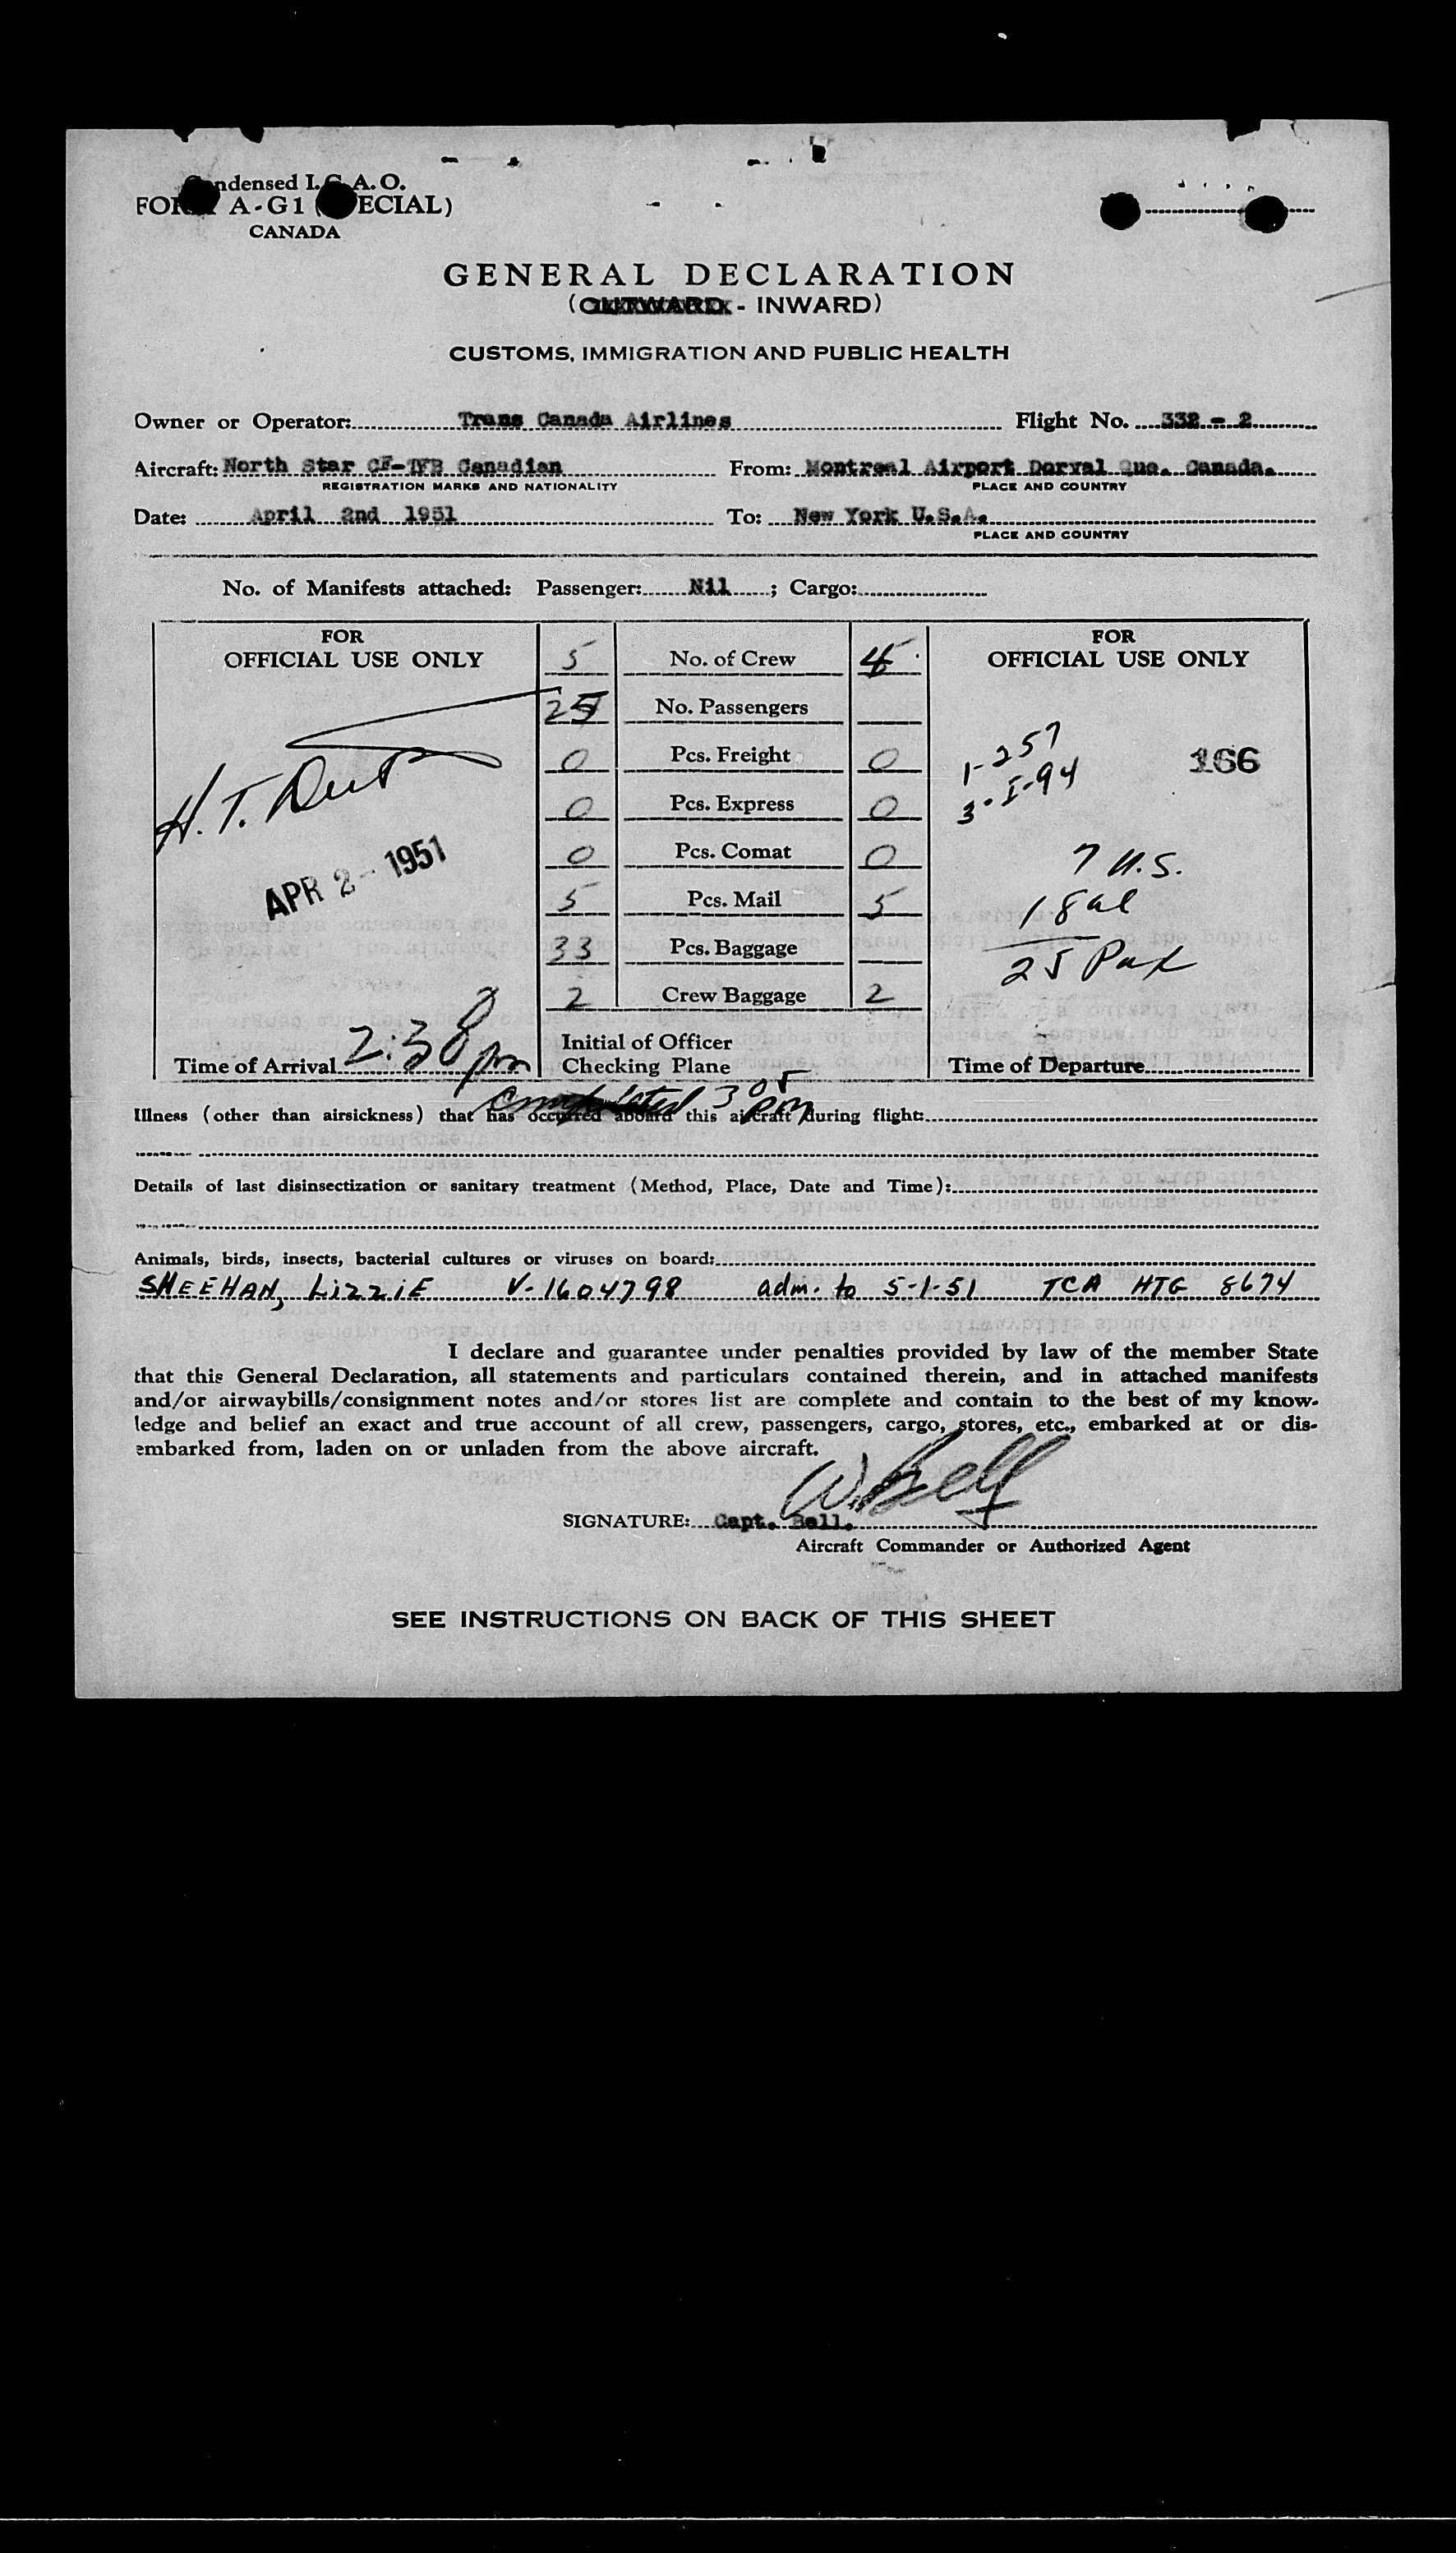 Condensed I.C.A.O.
FORM A-G1 (SPECIAL)
CANADA
GENERAL DECLARATION
(OUTWARD - INWARD)
CUSTOMS, IMMIGRATION AND PUBLIC HEALTH
Owner or Operator: Trans Canada Airlines Flight No. 332 - 2
Aircraft: North Star CF-TFB Canadian From: Montreal Airport Dorval Que. Canada.
REGISTRATION MARKS AND NATIONALITY PLACE AND COUNTRY
Date: April 2nd 1951 To: New York U.S.A.
PLACE AND COUNTRY
No. of Manifests attached: Passenger: Nil ; Cargo:
FOR OFFICIAL USE ONLY
H. T.
APR 2 - 1951
Time of Arrival 2:38 pm
5 No. of Crew 4
25 No. Passengers
0 Pcs. Freight 0
0 Pcs. Express 0
0 Pcs. Comat 0
5 Pcs. Mail 5
33 Pcs. Baggage
2 Crew Baggage 2
Initial of Officer
Checking Plane
FOR OFFICIAL USE ONLY
1-257
3-I-94
166
7 U.S.
18 al
25 Pax
Time of Departure
completed 3 05 pm
Illness (other than airsickness) that has occurred aboard this aircraft during flight:
Details of last disinsectization or sanitary treatment (Method, Place, Date and Time):
Animals, birds, insects, bacterial cultures or viruses on board:
SHEEHAN, LizziE V-1604798 adm. to 5-1-51 TCA HTG 8674
I declare and guarantee under penalties provided by law of the member State
that this General Declaration, all statements and particulars contained therein, and in attached manifests
and/or airwaybills/consignment notes and/or stores list are complete and contain to the best of my know-
ledge and belief an exact and true account of all crew, passengers, cargo, stores, etc., embarked at or dis-
embarked from, laden on or unladen from the above aircraft.
W. Bell
SIGNATURE: Capt. Bell.
Aircraft Commander or Authorized Agent
SEE INSTRUCTIONS ON BACK OF THIS SHEET